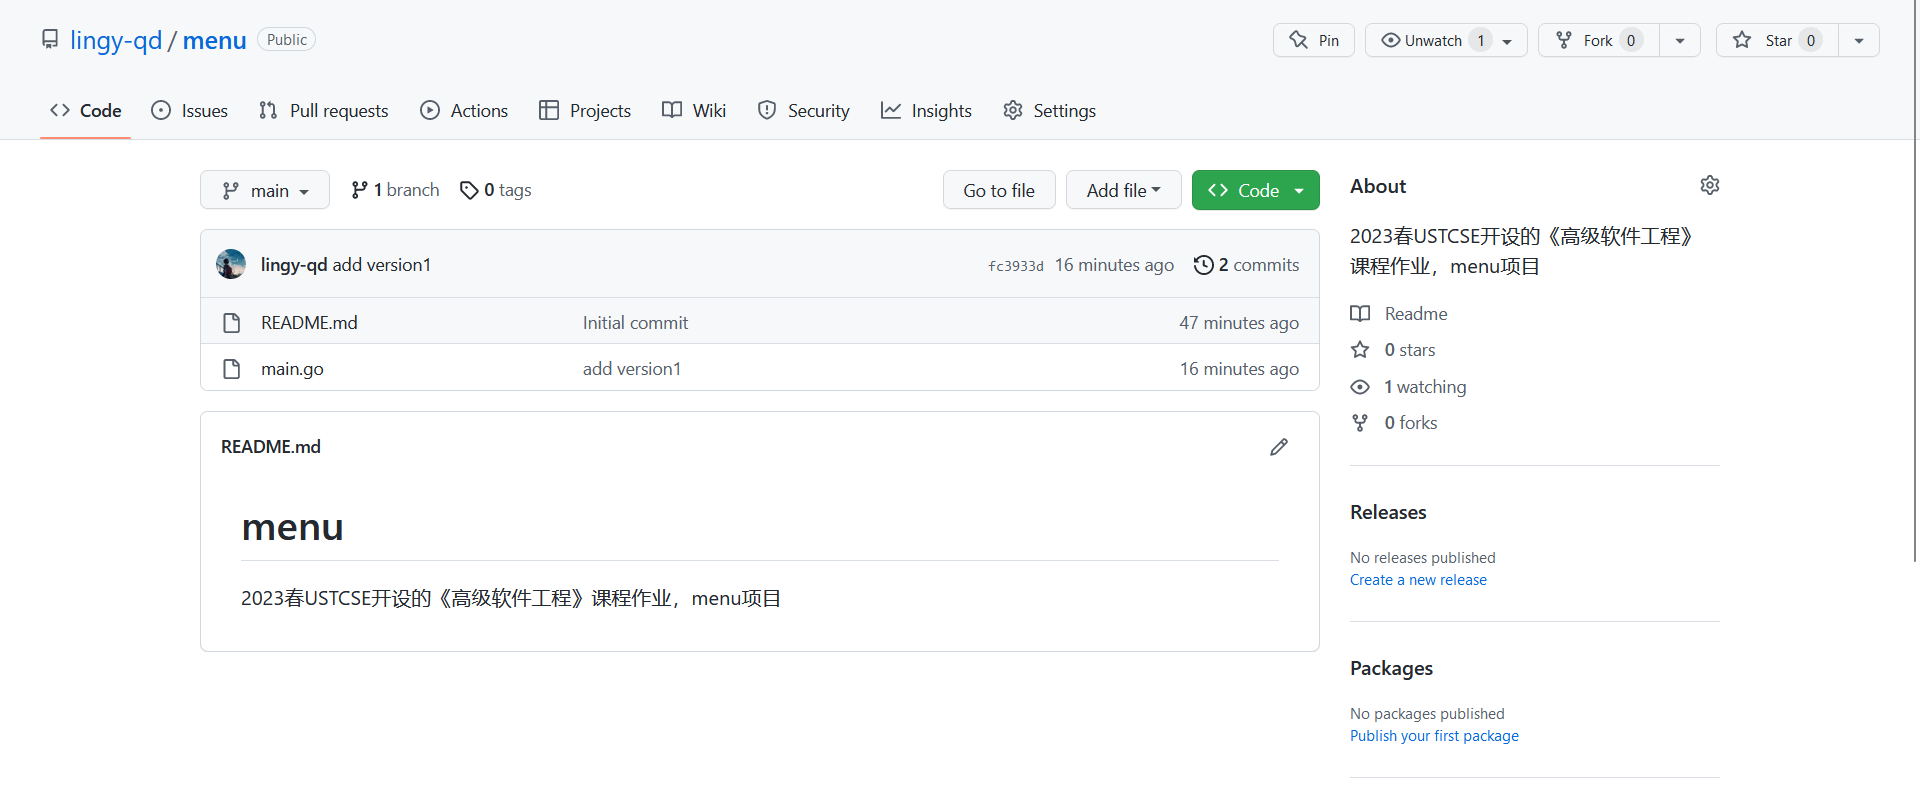 lingy-qd / menu Public
Pin Unwatch 1 Fork 0 Star 0
Code Issues Pull requests Actions Projects Wiki Security Insights Settings
main 1 branch 0 tags Go to file Add file Code
lingy-qd add version1 fc3933d 16 minutes ago 2 commits
README.md Initial commit 47 minutes ago
main.go add version1 16 minutes ago
README.md
menu
2023春USTCSE开设的《高级软件工程》课程作业，menu项目
About
2023春USTCSE开设的《高级软件工程》
课程作业，menu项目
Readme
0 stars
1 watching
0 forks
Releases
No releases published
Create a new release
Packages
No packages published
Publish your first package